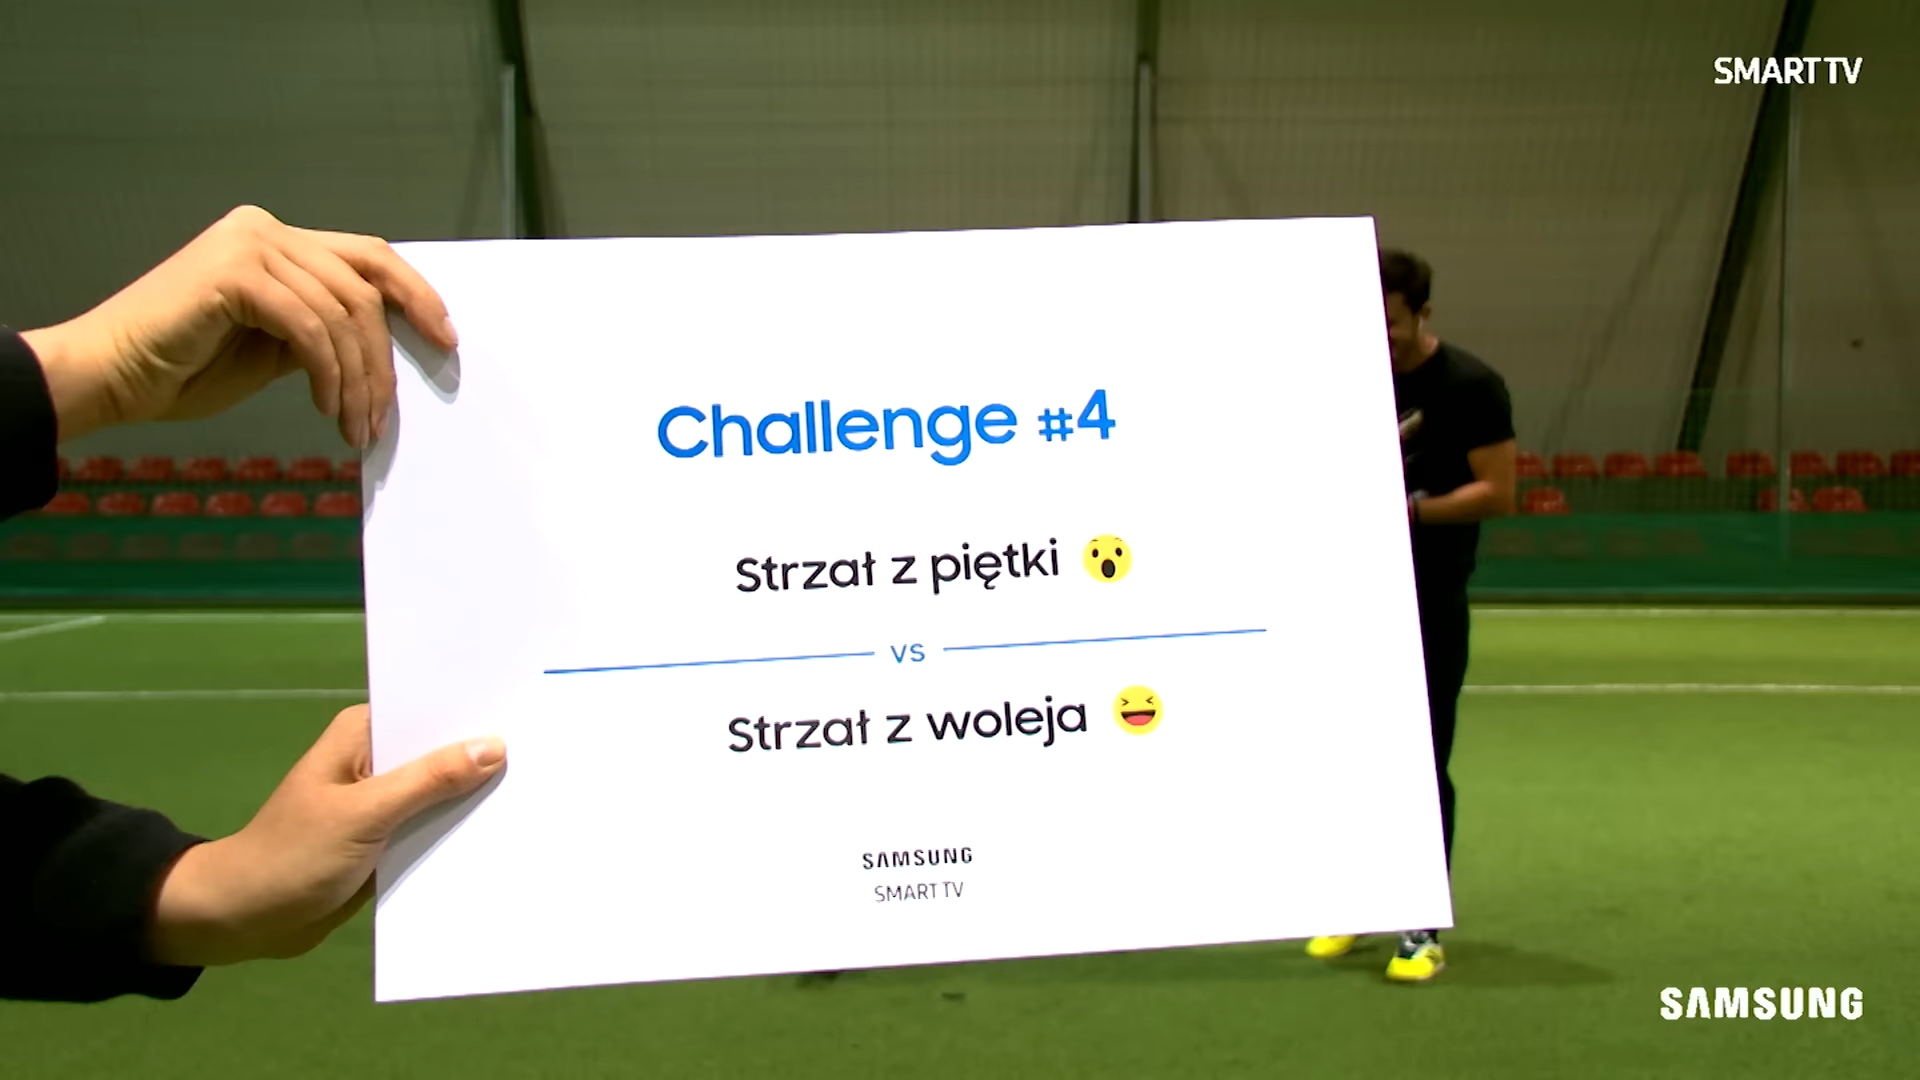 SMART TV
Challenge #4
Strzał z piętki 😮
vs
Strzał z woleja 😆
SAMSUNG
SMART TV
SAMSUNG